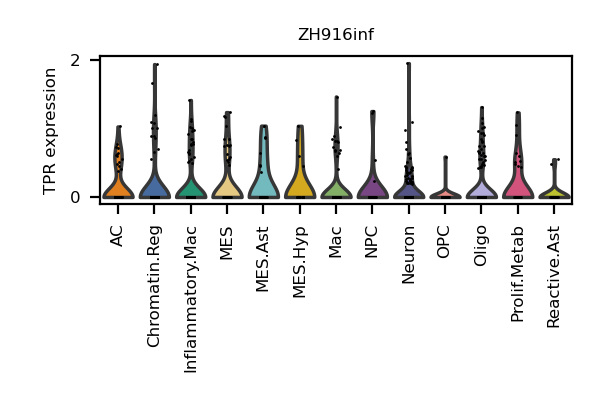 ZH916inf
TPR expression
2
0
AC
Chromatin.Reg
Inflammatory.Mac
MES
MES.Ast
MES.Hyp
Mac
NPC
Neuron
OPC
Oligo
Prolif.Metab
Reactive.Ast